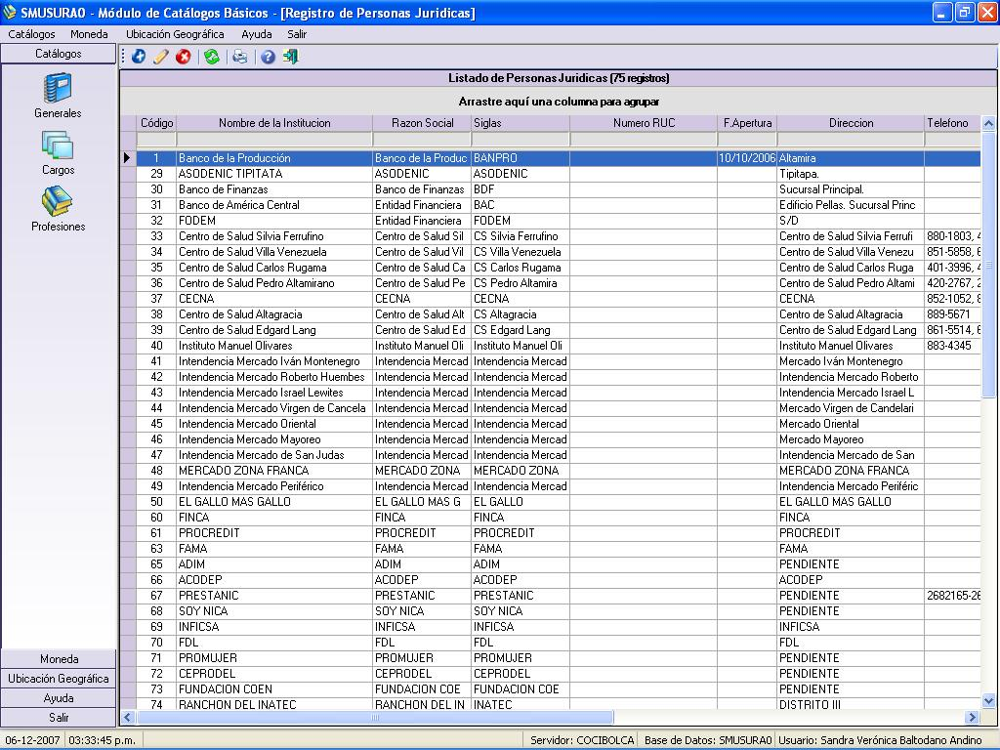 SMUSURA0 - Módulo de Catálogos Básicos - [Registro de Personas Juridicas]
Catálogos Moneda Ubicación Geográfica Ayuda Salir
Catálogos
Generales
Cargos
Profesiones
Listado de Personas Juridicas (75 registros)
Arrastre aquí una columna para agrupar
Código Nombre de la Institucion Razon Social Siglas Numero RUC F.Apertura Direccion Telefono
1 Banco de la Producción Banco de la Produc BANPRO 10/10/2006 Altamira
29 ASODENIC TIPITATA ASODENIC ASODENIC Tipitapa.
30 Banco de Finanzas Banco de Finanzas BDF Sucursal Principal.
31 Banco de América Central Entidad Financiera BAC Edificio Pellas. Sucursal Princ
32 FODEM Entidad Financiera FODEM S/D
33 Centro de Salud Silvia Ferrufino Centro de Salud Sil CS Silvia Ferrufino Centro de Salud Silvia Ferrufi 880-1803, 4
34 Centro de Salud Villa Venezuela Centro de Salud Vil CS Villa Venezuela Centro de Salud Villa Venezu 851-5858, 6
35 Centro de Salud Carlos Rugama Centro de Salud Ca CS Carlos Rugama Centro de Salud Carlos Ruga 401-3996, 4
36 Centro de Salud Pedro Altamirano Centro de Salud Pe CS Pedro Altamira Centro de Salud Pedro Altami 420-2767, 2
37 CECNA CECNA CECNA CECNA 852-1052, 8
38 Centro de Salud Altagracia Centro de Salud Alt CS Altagracia Centro de Salud Altagracia 889-5671
39 Centro de Salud Edgard Lang Centro de Salud Ed CS Edgard Lang Centro de Salud Edgard Lang 861-5514, 6
40 Instituto Manuel Olivares Instituto Manuel Oli Instituto Manuel Oli Instituto Manuel Olivares 883-4345
41 Intendencia Mercado Iván Montenegro Intendencia Mercad Intendencia Mercad Mercado Iván Montenegro
42 Intendencia Mercado Roberto Huembes Intendencia Mercad Intendencia Mercad Intendencia Mercado Roberto
43 Intendencia Mercado Israel Lewites Intendencia Mercad Intendencia Mercad Intendencia Mercado Israel L
44 Intendencia Mercado Virgen de Cancela Intendencia Mercad Intendencia Mercad Mercado Virgen de Candelari
45 Intendencia Mercado Oriental Intendencia Mercad Intendencia Mercad Mercado Oriental
46 Intendencia Mercado Mayoreo Intendencia Mercad Intendencia Mercad Mercado Mayoreo
47 Intendencia Mercado de San Judas Intendencia Mercad Intendencia Mercad Intendencia Mercado de San
48 MERCADO ZONA FRANCA MERCADO ZONA MERCADO ZONA MERCADO ZONA FRANCA
49 Intendencia Mercado Periférico Intendencia Mercad Intendencia Mercad Intendencia Mercado Periféric
50 EL GALLO MAS GALLO EL GALLO MAS G EL GALLO EL GALLO MAS GALLO
60 FINCA FINCA FINCA FINCA
61 PROCREDIT PROCREDIT PROCREDIT PROCREDIT
63 FAMA FAMA FAMA FAMA
65 ADIM ADIM ADIM PENDIENTE
66 ACODEP ACODEP ACODEP ACODEP
67 PRESTANIC PRESTANIC PRESTANIC PENDIENTE 2682165-26
68 SOY NICA SOY NICA SOY NICA PENDIENTE
69 INFICSA INFICSA INFICSA INFICSA
70 FDL FDL FDL FDL
71 PROMUJER PROMUJER PROMUJER PENDIENTE
72 CEPRODEL CEPRODEL CEPRODEL PENDIENTE
73 FUNDACION COEN FUNDACION COE FUNDACION COE PENDIENTE
74 RANCHON DEL INATEC RANCHON DEL IN INATEC DISTRITO III
Moneda
Ubicación Geográfica
Ayuda
Salir
06-12-2007 03:33:45 p.m. Servidor: COCIBOLCA Base de Datos: SMUSURA0 Usuario: Sandra Verónica Baltodano Andino